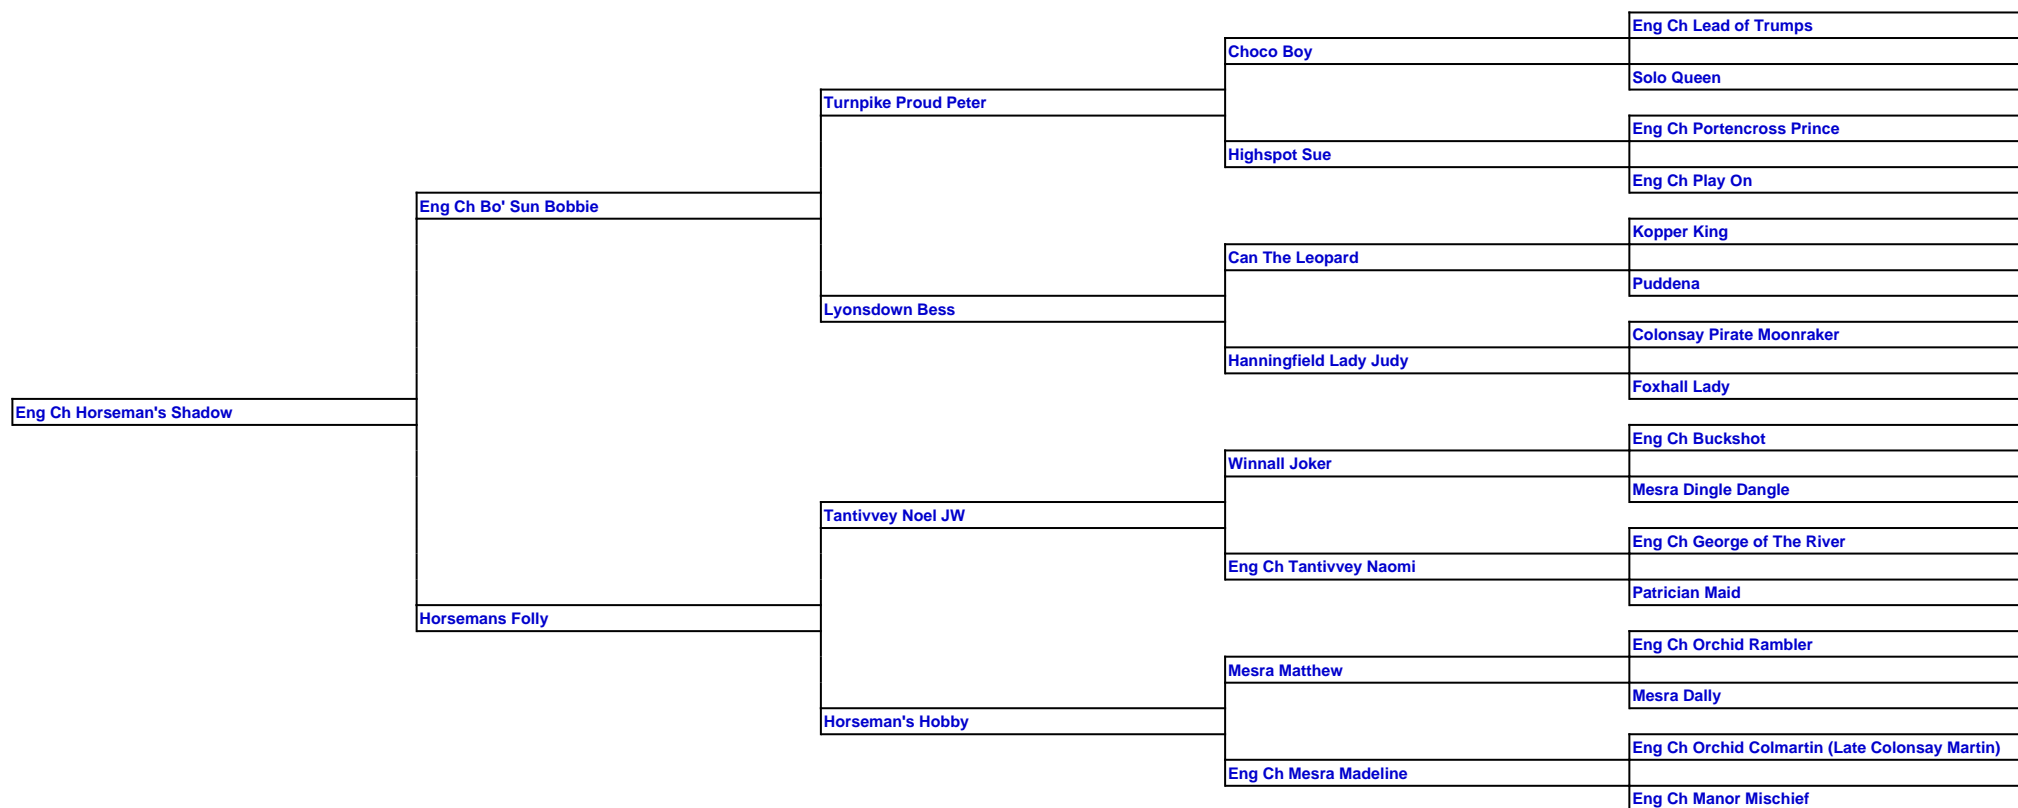 Eng Ch Lead of Trumps
Choco Boy
Solo Queen
Turnpike Proud Peter
Eng Ch Portencross Prince
Highspot Sue
Eng Ch Play On
Eng Ch Bo' Sun Bobbie
Kopper King
Can The Leopard
Puddena
Lyonsdown Bess
Colonsay Pirate Moonraker
Hanningfield Lady Judy
Foxhall Lady
Eng Ch Horseman's Shadow
Eng Ch Buckshot
Winnall Joker
Mesra Dingle Dangle
Tantivvey Noel JW
Eng Ch George of The River
Eng Ch Tantivvey Naomi
Patrician Maid
Horsemans Folly
Eng Ch Orchid Rambler
Mesra Matthew
Mesra Dally
Horseman's Hobby
Eng Ch Orchid Colmartin (Late Colonsay Martin)
Eng Ch Mesra Madeline
Eng Ch Manor Mischief